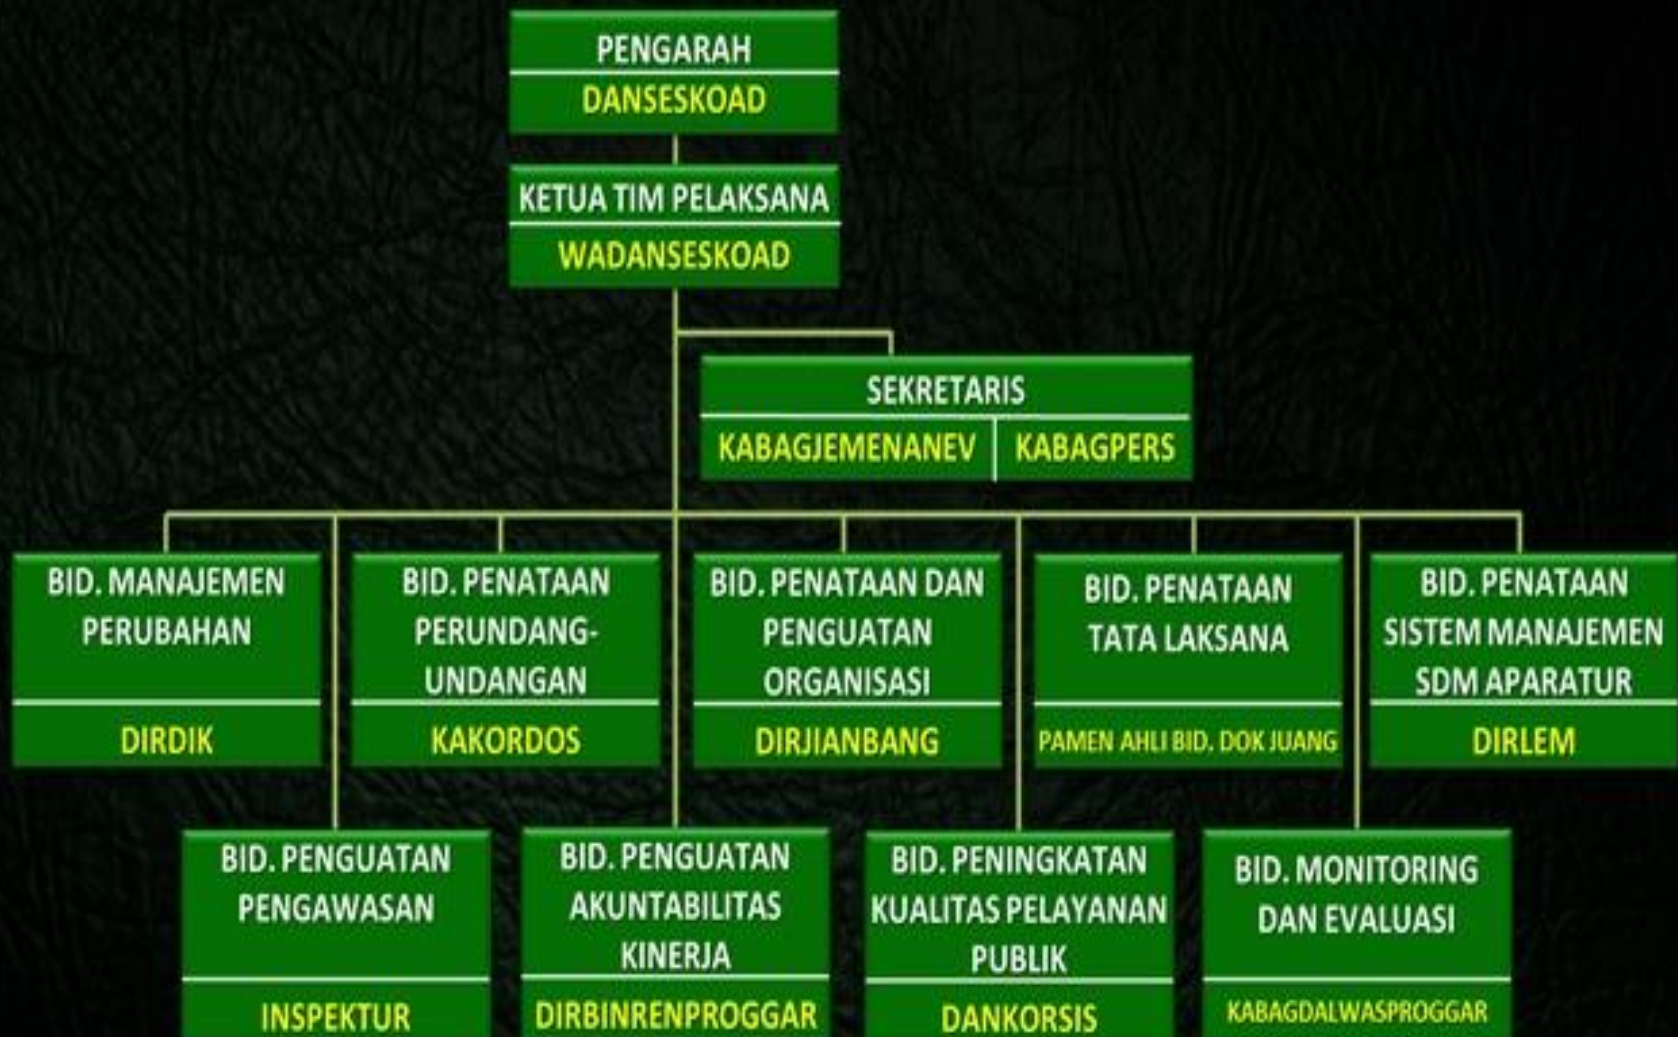 PENGARAH
DANSESKOAD
KETUA TIM PELAKSANA
WADANSESKOAD
SEKRETARIS
KABAGJEMENANEV
KABAGPERS
BID. MANAJEMEN
PERUBAHAN
DIRDIK
BID. PENATAAN
PERUNDANG-
UNDANGAN
KAKORDOS
BID. PENATAAN DAN
PENGUATAN
ORGANISASI
DIRJIANBANG
BID. PENATAAN
TATA LAKSANA
PAMEN AHLI BID. DOK JUANG
BID. PENATAAN
SISTEM MANAJEMEN
SDM APARATUR
DIRLEM
BID. PENGUATAN
PENGAWASAN
INSPEKTUR
BID. PENGUATAN
AKUNTABILITAS
KINERJA
DIRBINRENPROGGAR
BID. PENINGKATAN
KUALITAS PELAYANAN
PUBLIK
DANKORSIS
BID. MONITORING
DAN EVALUASI
KABAGDALWASPROGGAR